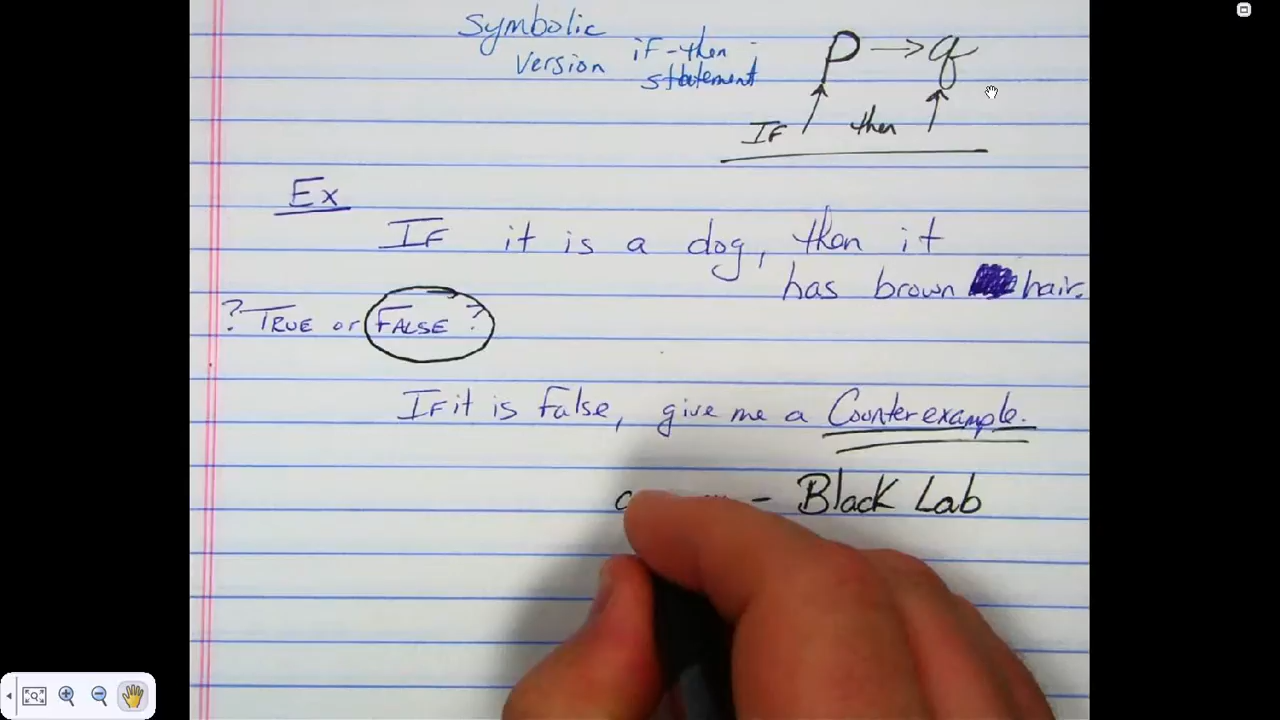 Symbolic
version if-then
statement
P → q
IF then
Ex
IF it is a dog, then it
has brown hair.
? TRUE or FALSE ?
IF it is False, give me a Counterexample.
- Black Lab